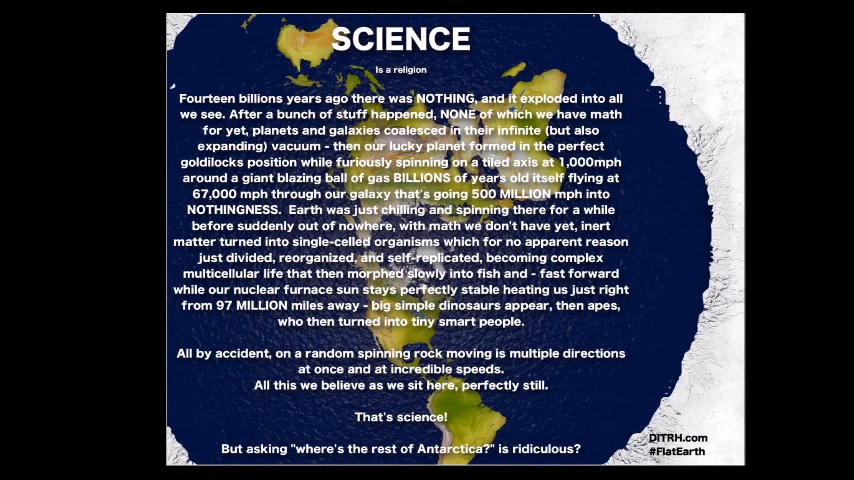 SCIENCE
Is a religion
Fourteen billions years ago there was NOTHING, and it exploded into all
we see. After a bunch of stuff happened, NONE of which we have math
for yet, planets and galaxies coalesced in their infinite (but also
expanding) vacuum - then our lucky planet formed in the perfect
goldilocks position while furiously spinning on a tiled axis at 1,000mph
around a giant blazing ball of gas BILLIONS of years old itself flying at
67,000 mph through our galaxy that's going 500 MILLION mph into
NOTHINGNESS. Earth was just chilling and spinning there for a while
before suddenly out of nowhere, with math we don't have yet, inert
matter turned into single-celled organisms which for no apparent reason
just divided, reorganized, and self-replicated, becoming complex
multicellular life that then morphed slowly into fish and - fast forward
while our nuclear furnace sun stays perfectly stable heating us just right
from 97 MILLION miles away - big simple dinosaurs appear, then apes,
who then turned into tiny smart people.
All by accident, on a random spinning rock moving is multiple directions
at once and at incredible speeds.
All this we believe as we sit here, perfectly still.
That's science!
But asking "where's the rest of Antarctica?" is ridiculous?
DITRH.com
#FlatEarth